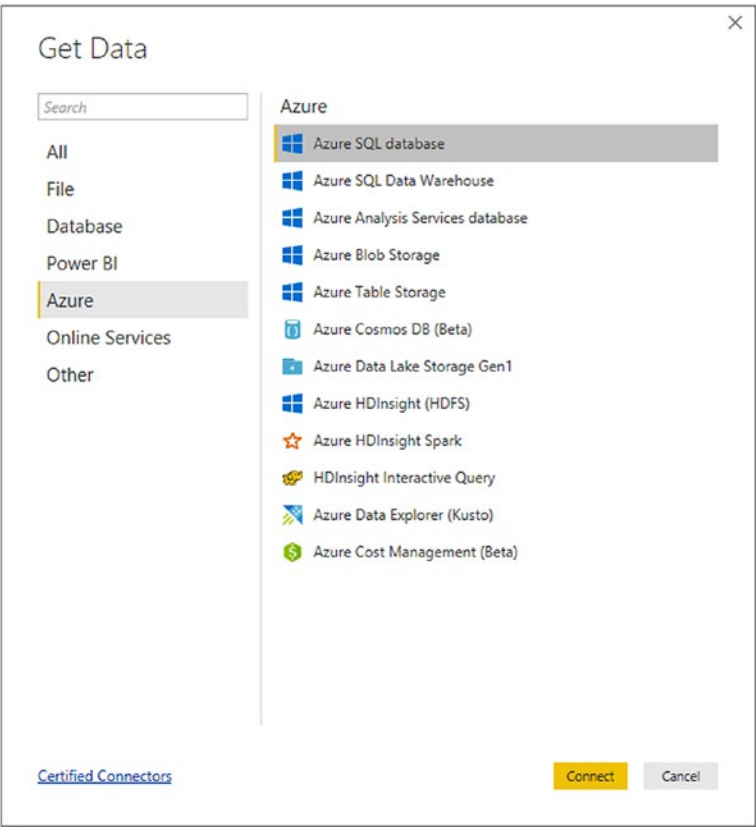 Get Data
Search
All
File
Database
Power BI
Azure
Online Services
Other
Azure
Azure SQL database
Azure SQL Data Warehouse
Azure Analysis Services database
Azure Blob Storage
Azure Table Storage
Azure Cosmos DB (Beta)
Azure Data Lake Storage Gen1
Azure HDInsight (HDFS)
Azure HDInsight Spark
HDInsight Interactive Query
Azure Data Explorer (Kusto)
Azure Cost Management (Beta)
Certified Connectors
Connect
Cancel